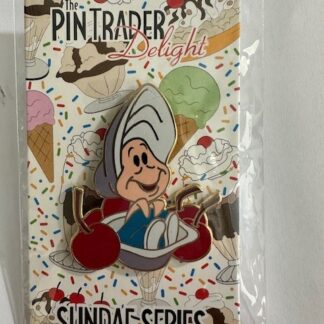 The
PIN TRADER
Delight
SUNDAE SERIES